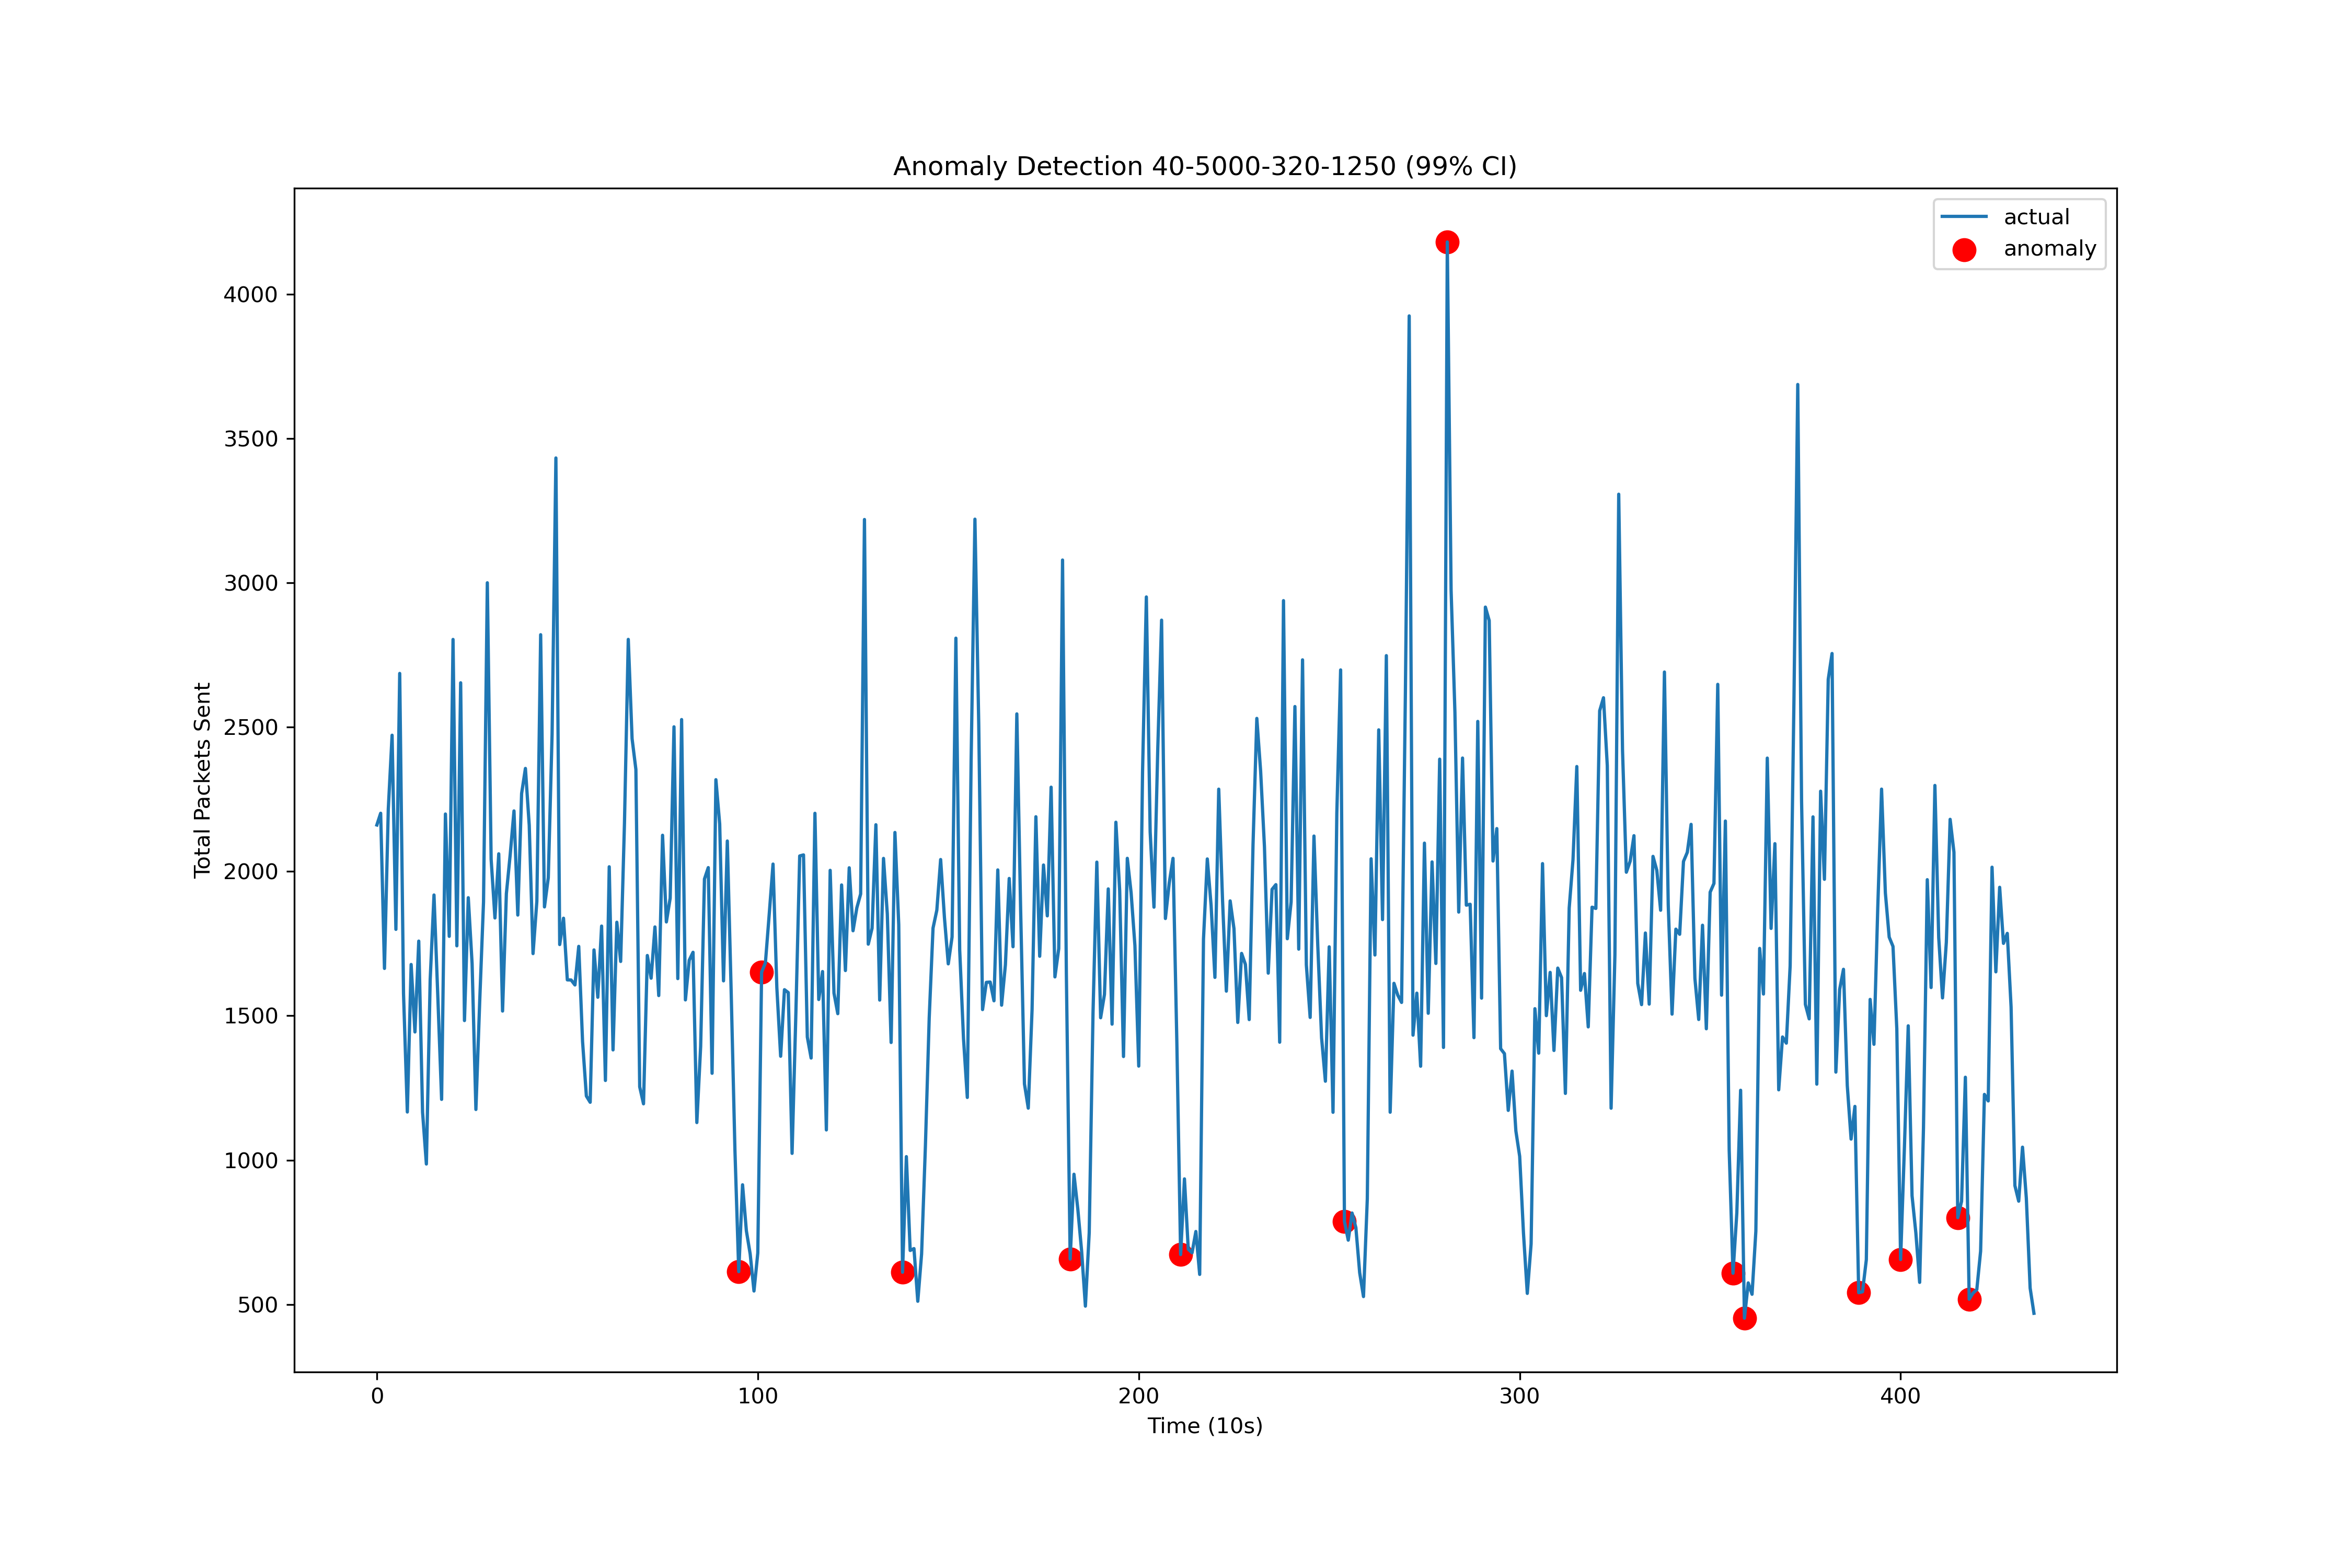 Anomaly Detection 40-5000-320-1250 (99% CI)
actual
anomaly
4000
3500
3000
2500
2000
1500
1000
500
Total Packets Sent
0 100 200 300 400
Time (10s)